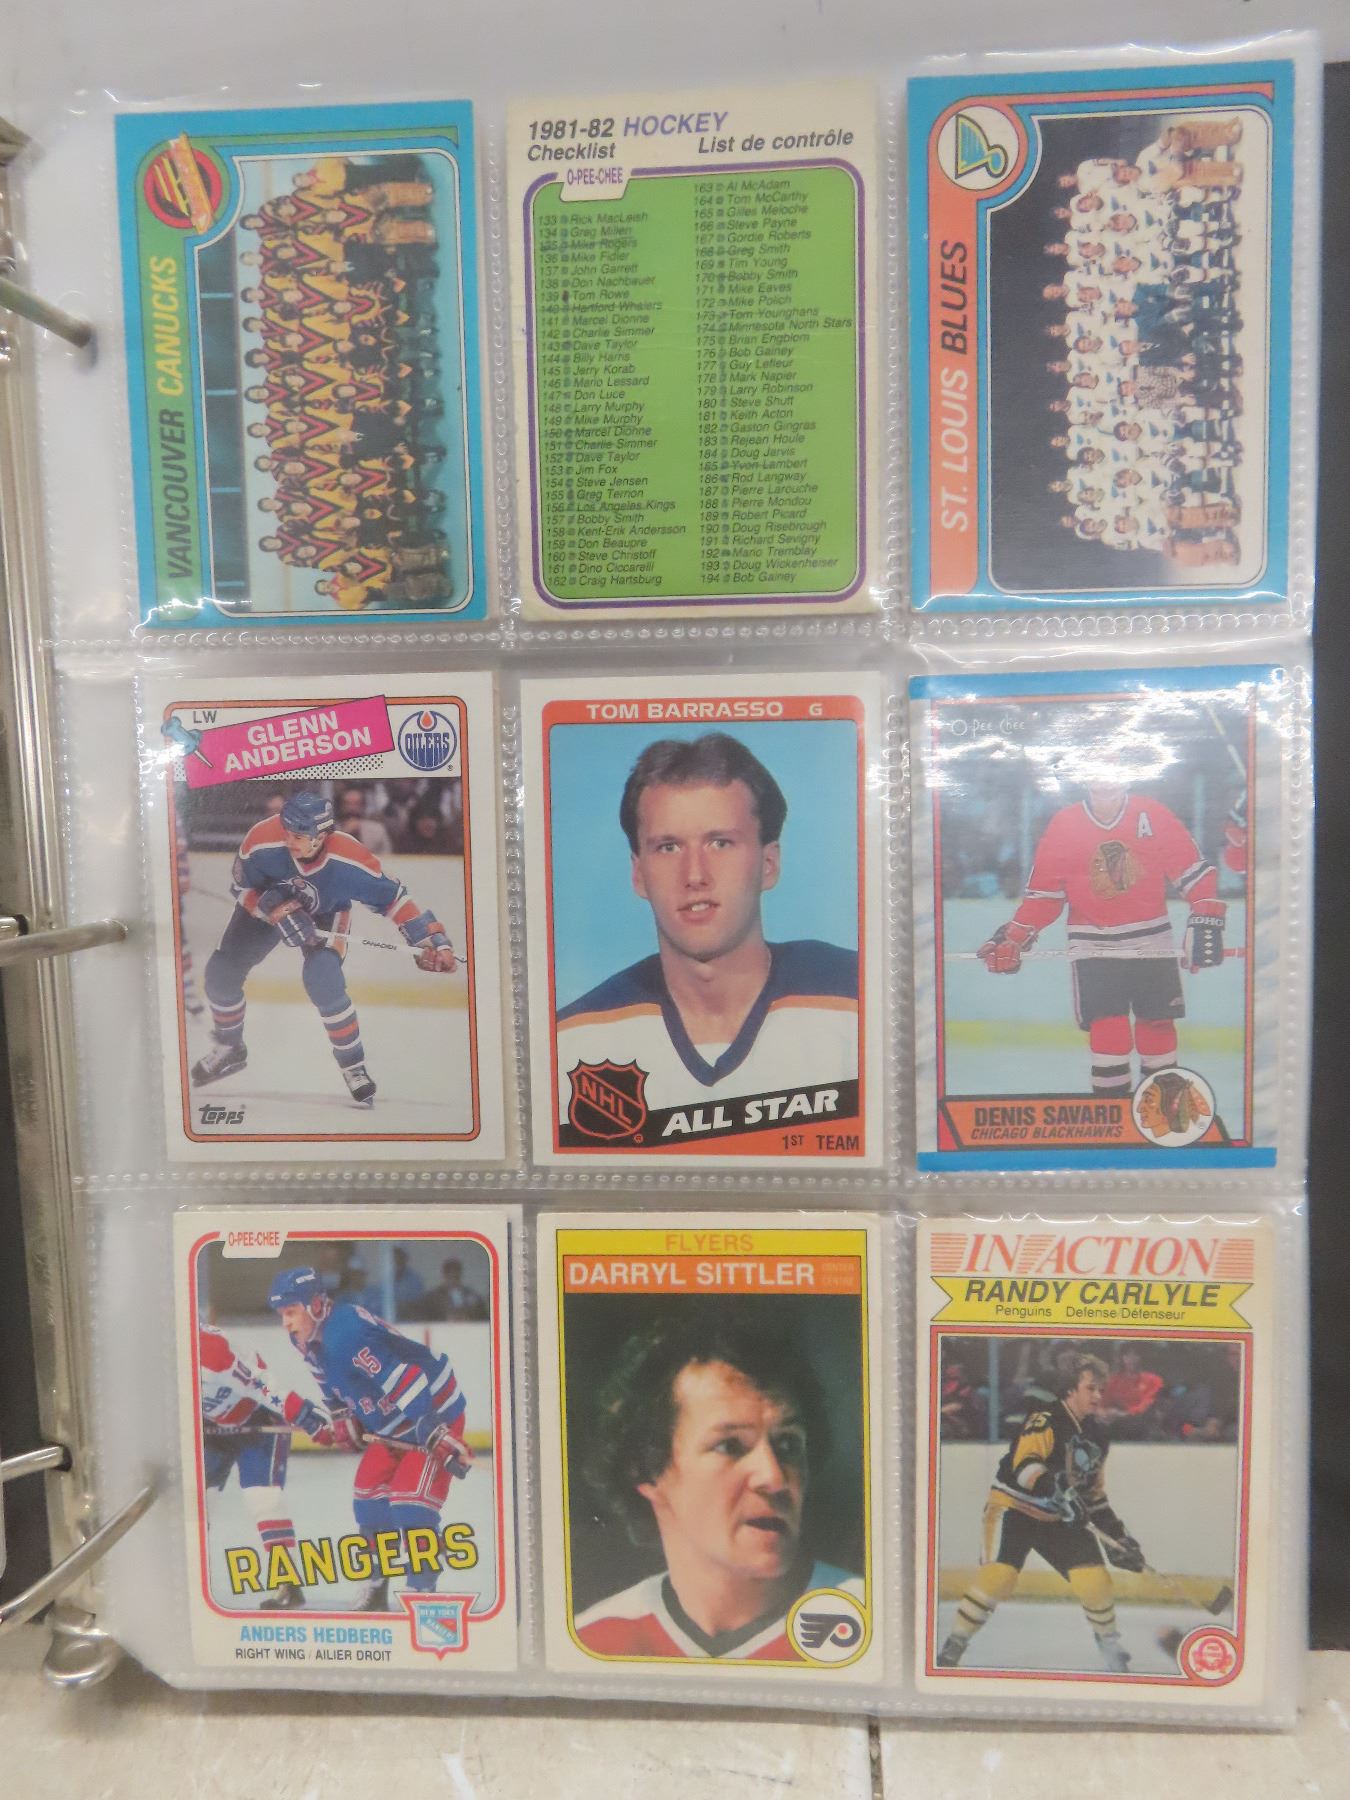 VANCOUVER CANUCKS
1981-82 HOCKEY
Checklist
List de contrôle
O-PEE-CHEE
133 Rick MacLeish
134 Greg Millen
135 Mike Rogers
136 Mike Fidler
137 John Garrett
138 Don Nachbauer
139 Tom Rowe
140 Hartford Whalers
141 Marcel Dionne
142 Charlie Simmer
143 Dave Taylor
144 Billy Harris
145 Jerry Korab
146 Mario Lessard
147 Don Luce
148 Larry Murphy
149 Mike Murphy
150 Marcel Dionne
151 Charlie Simmer
152 Dave Taylor
153 Jim Fox
154 Steve Jensen
155 Greg Terrion
156 Los Angeles Kings
157 Bobby Smith
158 Kent-Erik Andersson
159 Don Beaupre
160 Steve Christoff
161 Dino Ciccarelli
162 Craig Hartsburg
163 Al McAdam
164 Tom McCarthy
165 Gilles Meloche
166 Steve Payne
167 Gordie Roberts
168 Greg Smith
169 Tim Young
170 Bobby Smith
171 Mike Eaves
172 Mike Polich
173 Tom Younghans
174 Minnesota North Stars
175 Brian Engblom
176 Bob Gainey
177 Guy Lefleur
178 Mark Napier
179 Larry Robinson
180 Steve Shutt
181 Keith Acton
182 Gaston Gingras
183 Rejean Houle
184 Doug Jarvis
185 Yvon Lambert
186 Rod Langway
187 Pierre Larouche
188 Pierre Mondou
189 Robert Picard
190 Doug Risebrough
191 Richard Sevigny
192 Mario Tremblay
193 Doug Wickenheiser
194 Bob Gainey
ST. LOUIS BLUES
LW
GLENN
ANDERSON
OILERS
CANADIEN
TOPPS
TOM BARRASSO G
NHL
ALL STAR
1ST TEAM
O-Pee Chee
A
DENIS SAVARD
CHICAGO BLACKHAWKS
O-PEE-CHEE
15
RANGERS
NEW YORK
RANGERS
ANDERS HEDBERG
RIGHT WING / AILIER DROIT
FLYERS
DARRYL SITTLER
CENTER
CENTRE
IN ACTION
RANDY CARLYLE
Penguins Defense/Défenseur
25